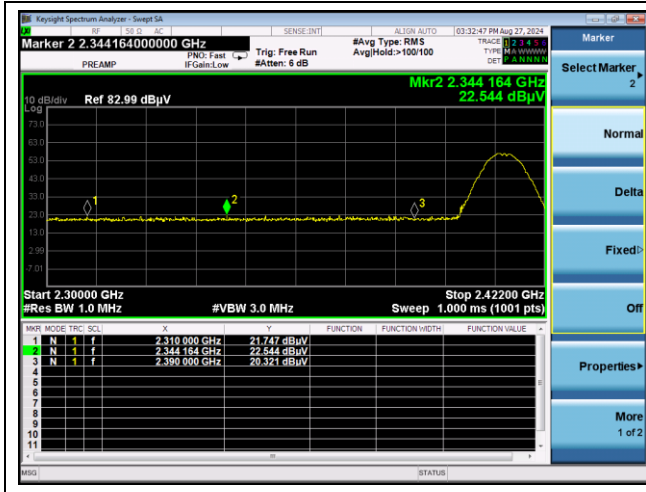 Keysight Spectrum Analyzer - Swept SA
RF 50 Ω AC SENSE:INT ALIGN AUTO 03:32:47 PM Aug 27, 2024
Marker 2 2.344164000000 GHz
PREAMP
PNO: Fast
IFGain:Low
Trig: Free Run
#Atten: 6 dB
#Avg Type: RMS
Avg|Hold:>100/100
TRACE 1 2 3 4 5 6
TYPE M A W W W W
DET P A N N N N
Mkr2 2.344 164 GHz
22.544 dBµV
10 dB/div Ref 82.99 dBµV
Log
73.0
63.0
53.0
43.0
33.0
23.0
13.0
2.99
-7.01
1
2
3
Start 2.30000 GHz Stop 2.42200 GHz
#Res BW 1.0 MHz #VBW 3.0 MHz Sweep 1.000 ms (1001 pts)
MKR MODE TRC SCL X Y FUNCTION FUNCTION WIDTH FUNCTION VALUE
1 N 1 f 2.310 000 GHz 21.747 dBµV
2 N 1 f 2.344 164 GHz 22.544 dBµV
3 N 1 f 2.390 000 GHz 20.321 dBµV
4
5
6
7
8
9
10
11
MSG STATUS
Marker
Select Marker
2
Normal
Delta
Fixed
Off
Properties
More
1 of 2